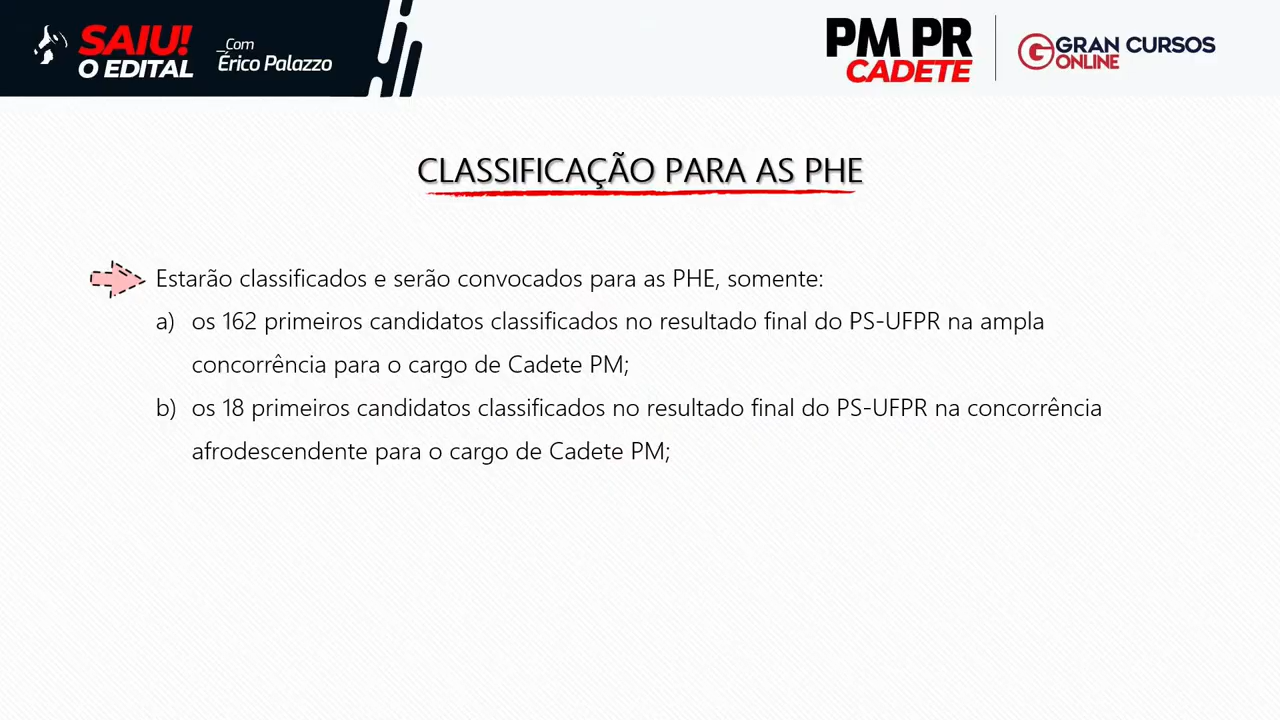 SAIU!
O EDITAL
_Com
Érico Palazzo
PM PR
CADETE
GRAN CURSOS
ONLINE
CLASSIFICAÇÃO PARA AS PHE
Estarão classificados e serão convocados para as PHE, somente:
a) os 162 primeiros candidatos classificados no resultado final do PS-UFPR na ampla
concorrência para o cargo de Cadete PM;
b) os 18 primeiros candidatos classificados no resultado final do PS-UFPR na concorrência
afrodescendente para o cargo de Cadete PM;